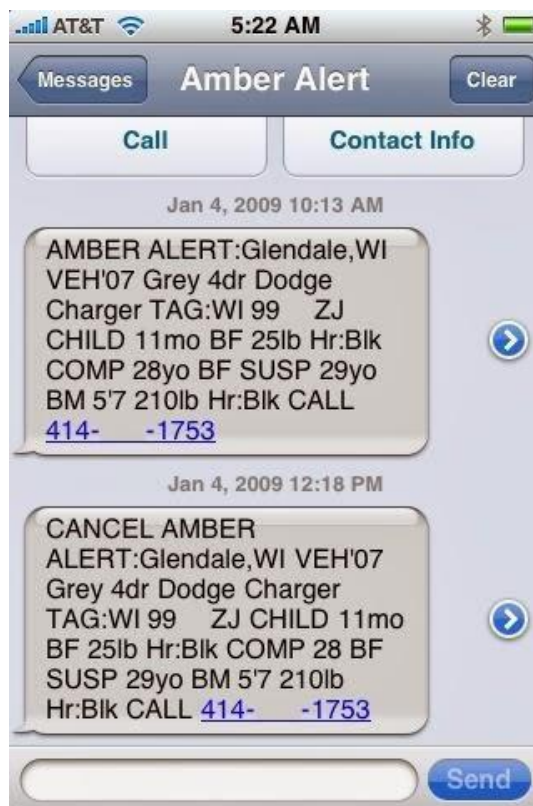 AT&T 5:22 AM
Messages Amber Alert Clear
Call Contact Info
Jan 4, 2009 10:13 AM
AMBER ALERT:Glendale,WI
VEH'07 Grey 4dr Dodge
Charger TAG:WI 99 ZJ
CHILD 11mo BF 25lb Hr:Blk
COMP 28yo BF SUSP 29yo
BM 5'7 210lb Hr:Blk CALL
414- -1753
Jan 4, 2009 12:18 PM
CANCEL AMBER
ALERT:Glendale,WI VEH'07
Grey 4dr Dodge Charger
TAG:WI 99 ZJ CHILD 11mo
BF 25lb Hr:Blk COMP 28 BF
SUSP 29yo BM 5'7 210lb
Hr:Blk CALL 414- -1753
Send